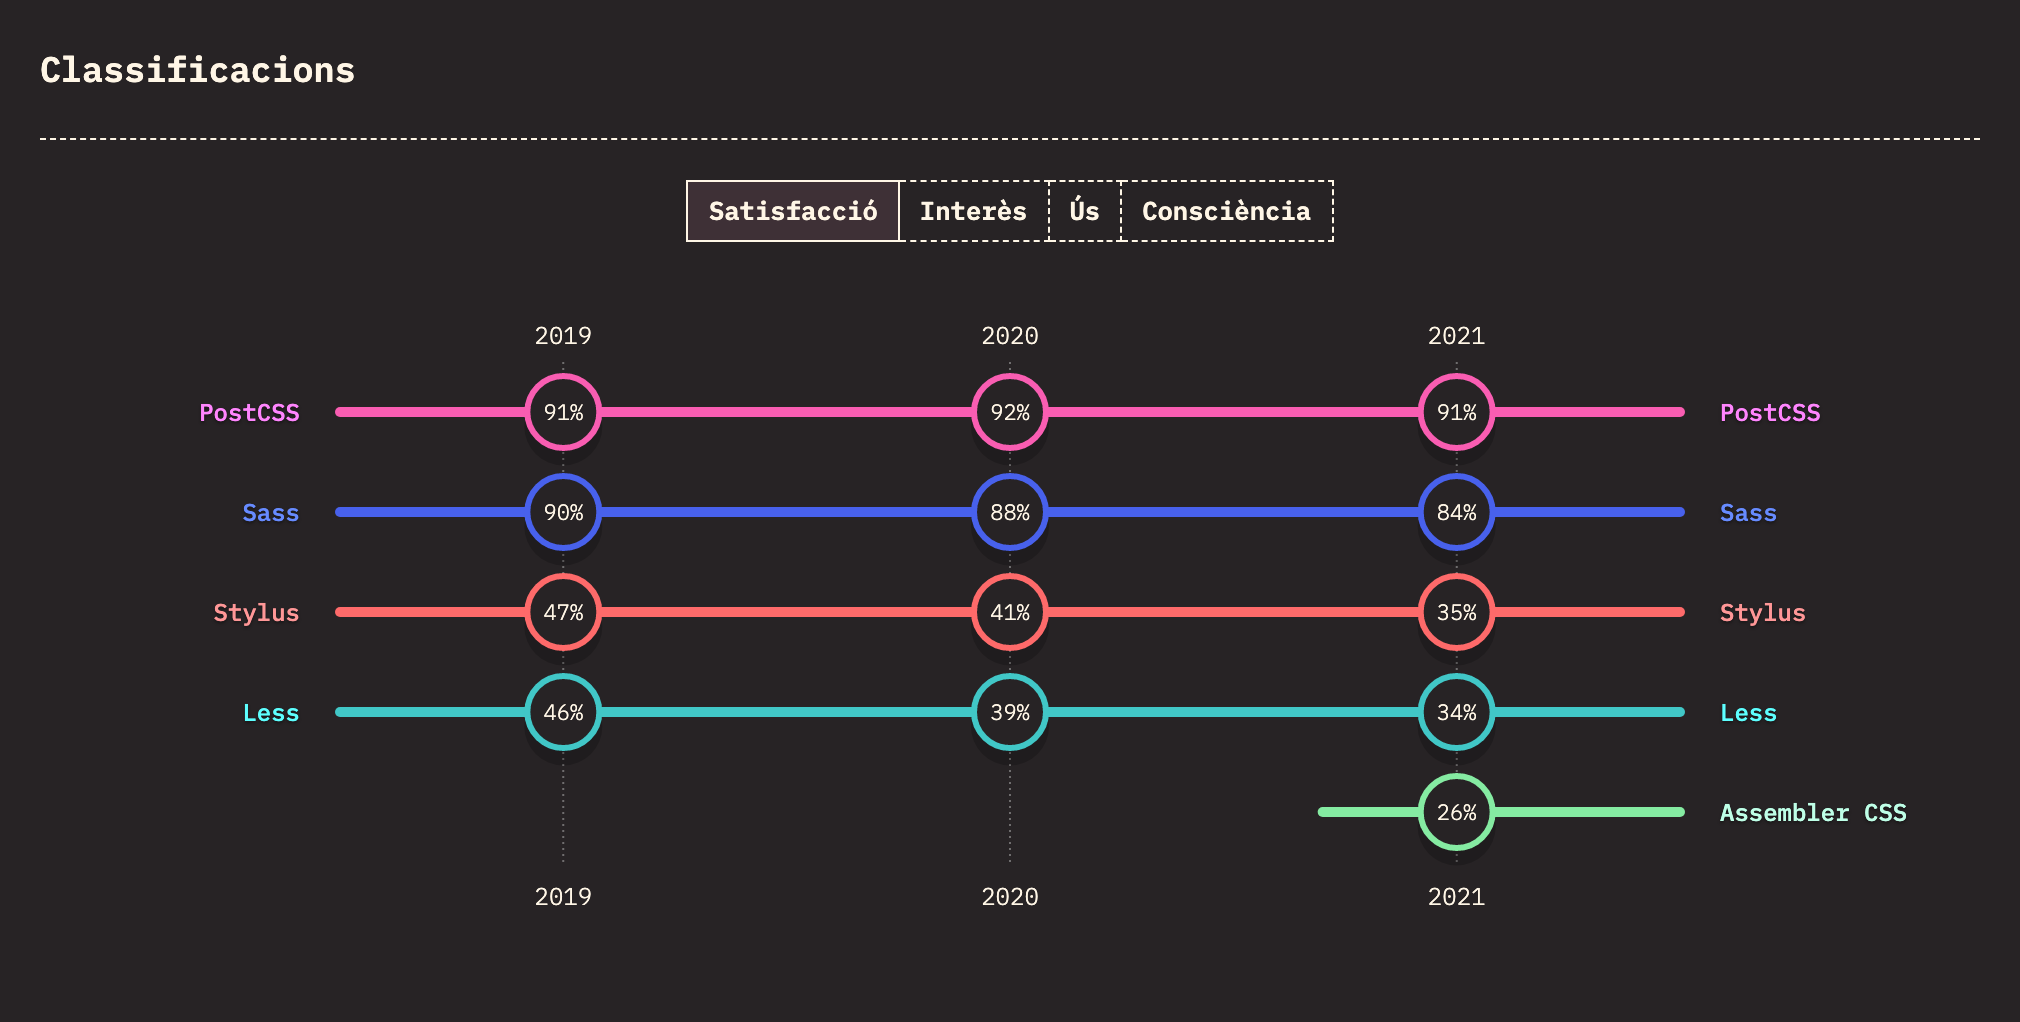 Classificacions
Satisfacció Interès Ús Consciència
2019 2020 2021
PostCSS 91% 92% 91% PostCSS
Sass 90% 88% 84% Sass
Stylus 47% 41% 35% Stylus
Less 46% 39% 34% Less
26% Assembler CSS
2019 2020 2021